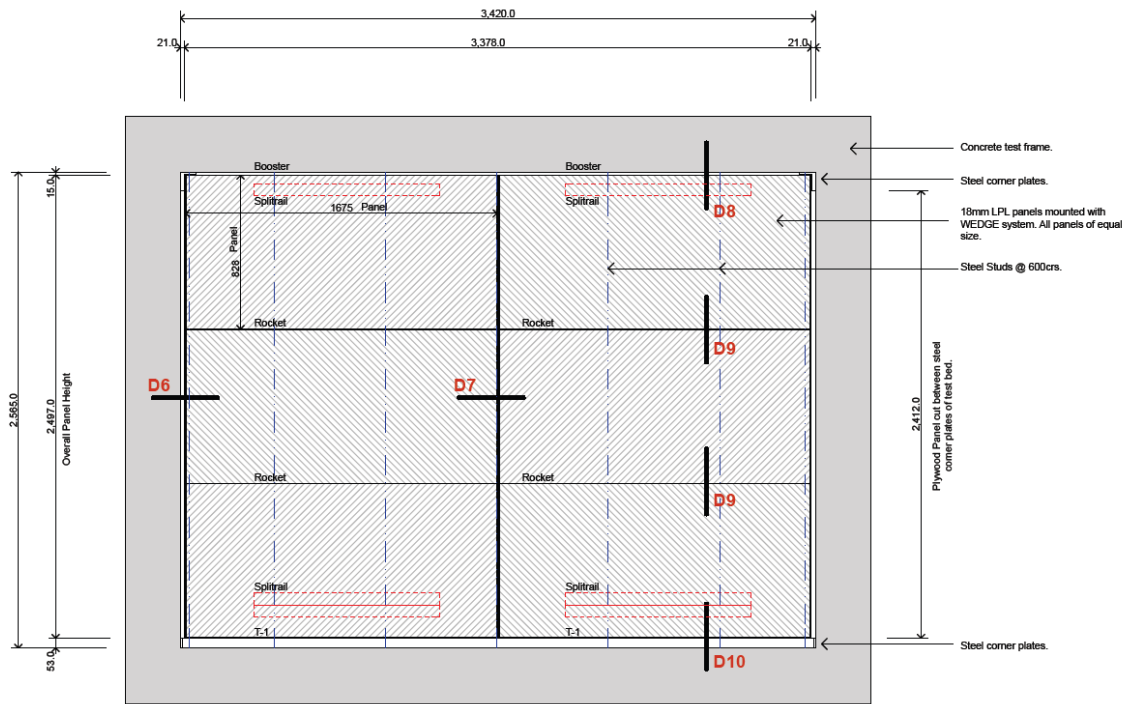 3,420.0
21.0
3,378.0
21.0
Concrete test frame.
Booster
Booster
Steel corner plates.
15.0
Splitrail
Splitrail
1675 Panel
D8
18mm LPL panels mounted with
WEDGE system. All panels of equal
size.
828 Panel
Steel Studs @ 600crs.
Rocket
Rocket
D9
D6
D7
2,565.0
2,497.0
Overall Panel Height
2,412.0
Plywood Panel cut between steel
corner plates of test bed.
Rocket
Rocket
D9
Splitrail
Splitrail
T-1
T-1
Steel corner plates.
53.0
D10